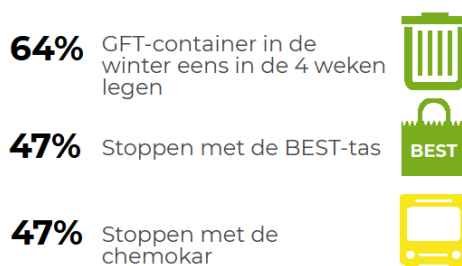 64% GFT-container in de
winter eens in de 4 weken
legen
47% Stoppen met de BEST-tas
BEST
47% Stoppen met de
chemokar